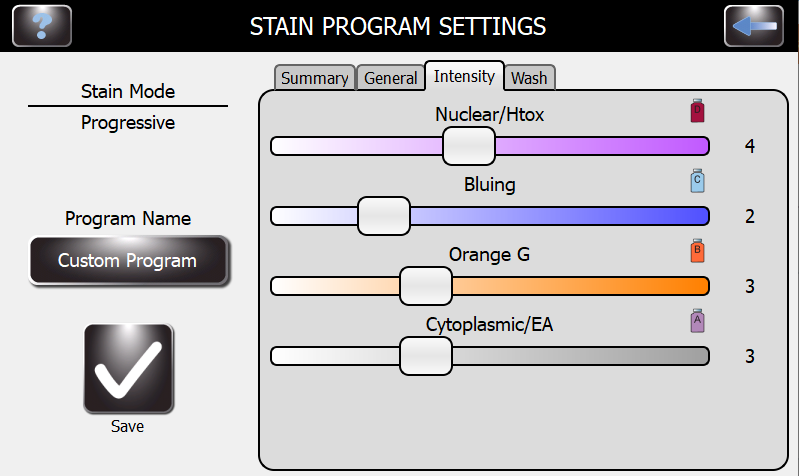 ?
STAIN PROGRAM SETTINGS
Stain Mode
Progressive
Program Name
Custom Program
Save
Summary General Intensity Wash
Nuclear/Htox D
4
Bluing C
2
Orange G B
3
Cytoplasmic/EA A
3